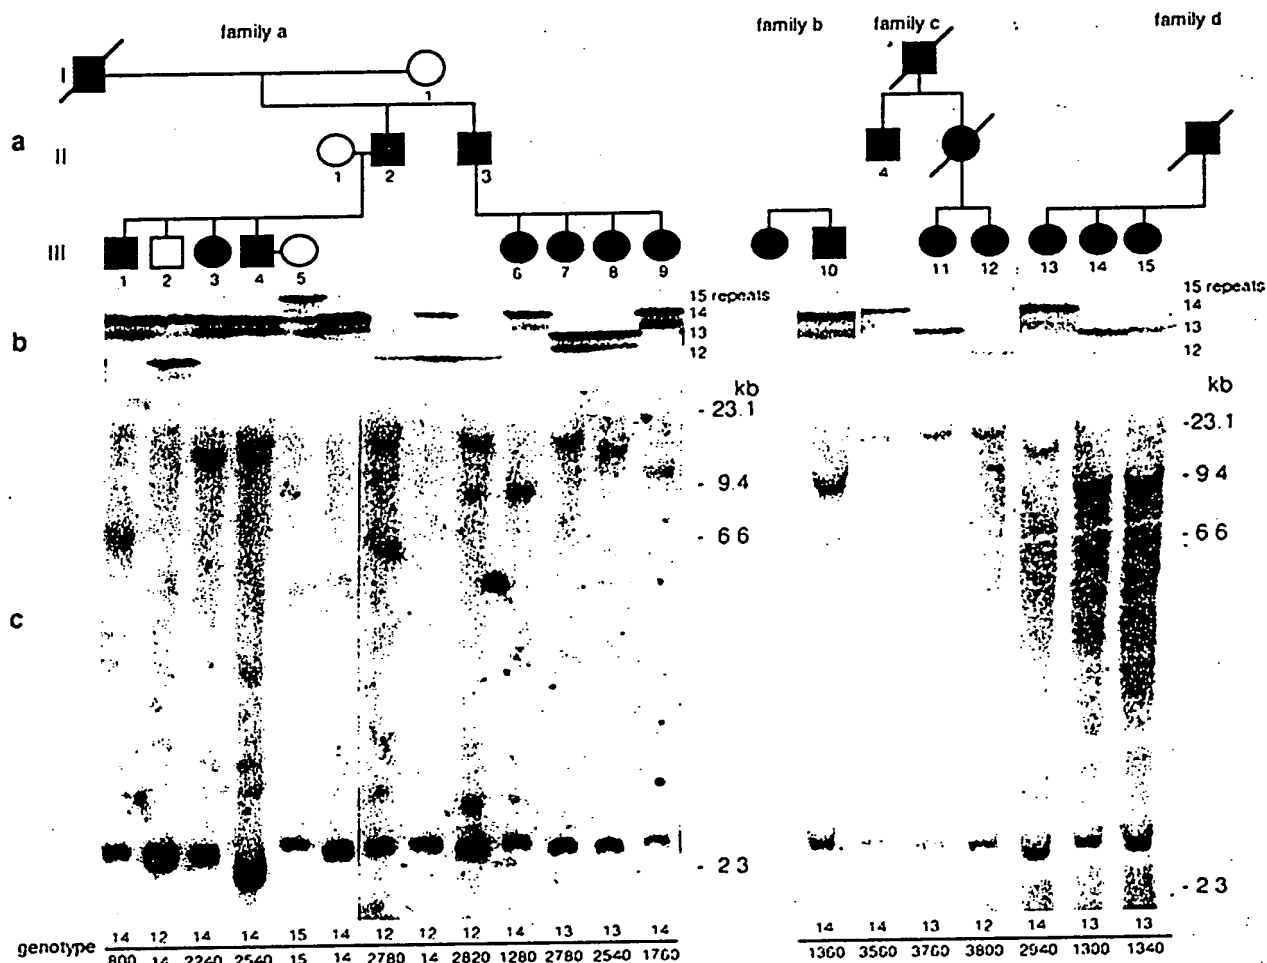 family a
family b
family c
family d
I
1
a
II
1 2 3
4
III
1 2 3 4 5 6 7 8 9
10 11 12 13 14 15
15 repeats
14
13
12
15 repeats
14
13
12
b
kb
- 23.1
- 9.4
- 6.6
- 2.3
kb
-23.1
-9.4
-6.6
-2.3
c
14 12 14 14 15 14 12 12 12 14 13 13 14
genotype
800 14 2240 2540 15 14 2780 14 2820 1280 2780 2540 1760
14 14 13 12 14 13 13
1360 3560 3760 3800 2940 1300 1340